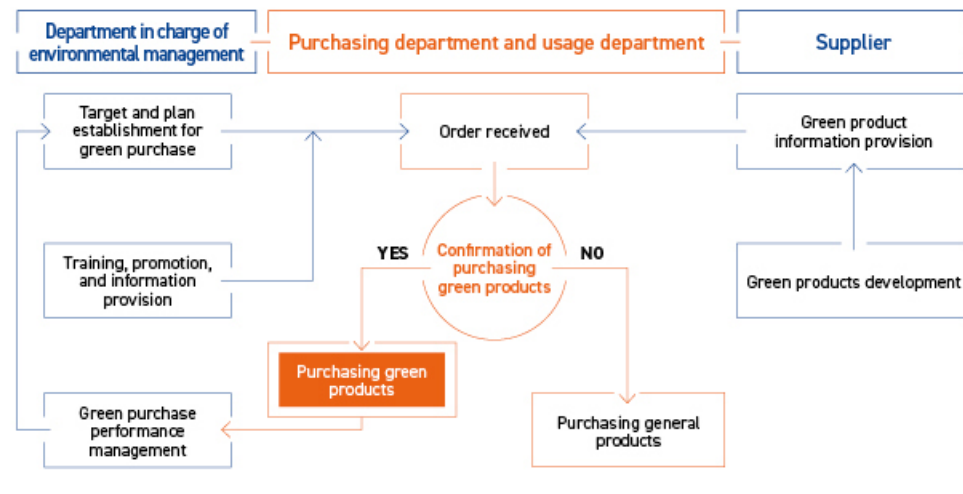 Department in charge of
environmental management
Purchasing department and usage department
Supplier
Target and plan
establishment for
green purchase
Order received
Green product
information provision
Training, promotion,
and information
provision
YES
Confirmation of
purchasing
green products
NO
Green products development
Purchasing green
products
Green purchase
performance
management
Purchasing general
products